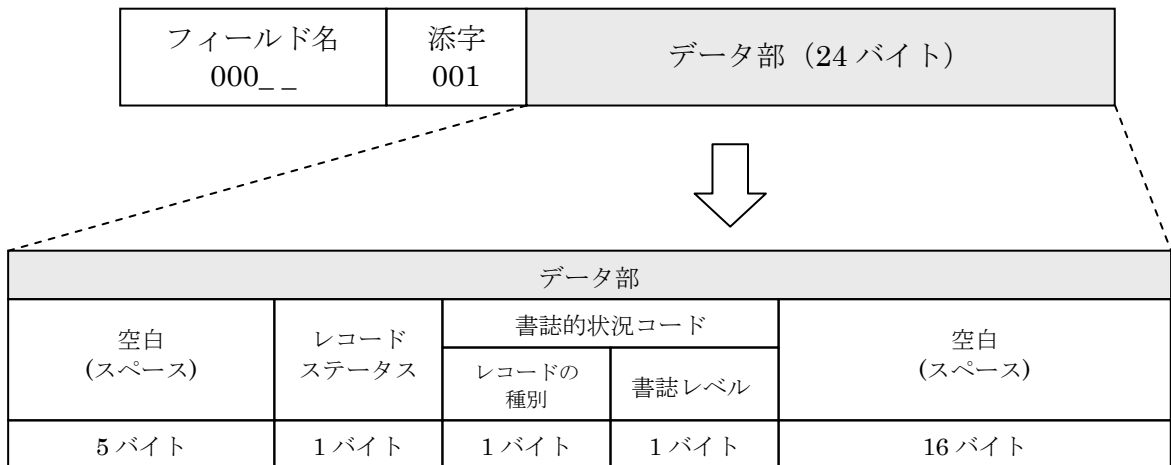 フィールド名
000_ _
添字
001
データ部（24 バイト）
データ部
空白
(スペース)
レコード
ステータス
書誌的状況コード
レコードの
種別
書誌レベル
空白
(スペース)
5 バイト
1 バイト
1 バイト
1 バイト
16 バイト